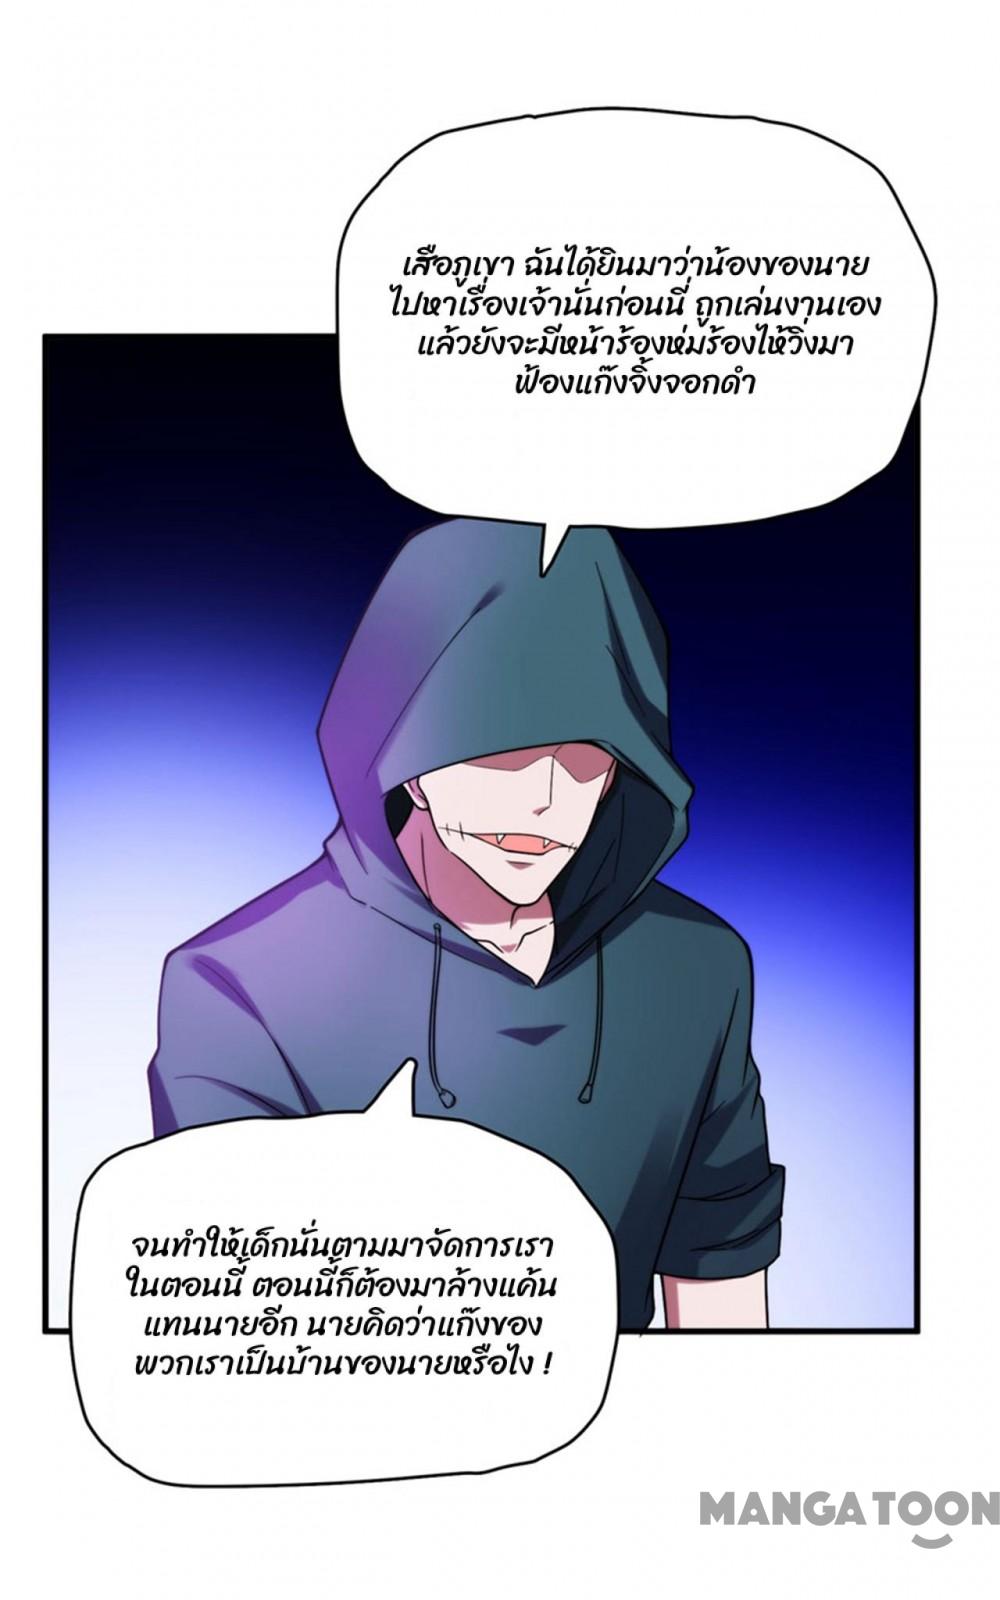 เสือภูเขา ฉันได้ยินมาว่าน้องของนาย
ไปหาเรื่องเจ้านั่นก่อนนี่ ถูกเล่นงานเอง
แล้วยังจะมีหน้าร้องห่มร้องไห้วิ่งมา
ฟ้องแก๊งจิ้งจอกดำ
จนทำให้เด็กนั่นตามมาจัดการเรา
ในตอนนี้ ตอนนี้ก็ต้องมาล้างแค้น
แทนนายอีก นายคิดว่าแก๊งของ
พวกเราเป็นบ้านของนายหรือไง !
MANGA TOON